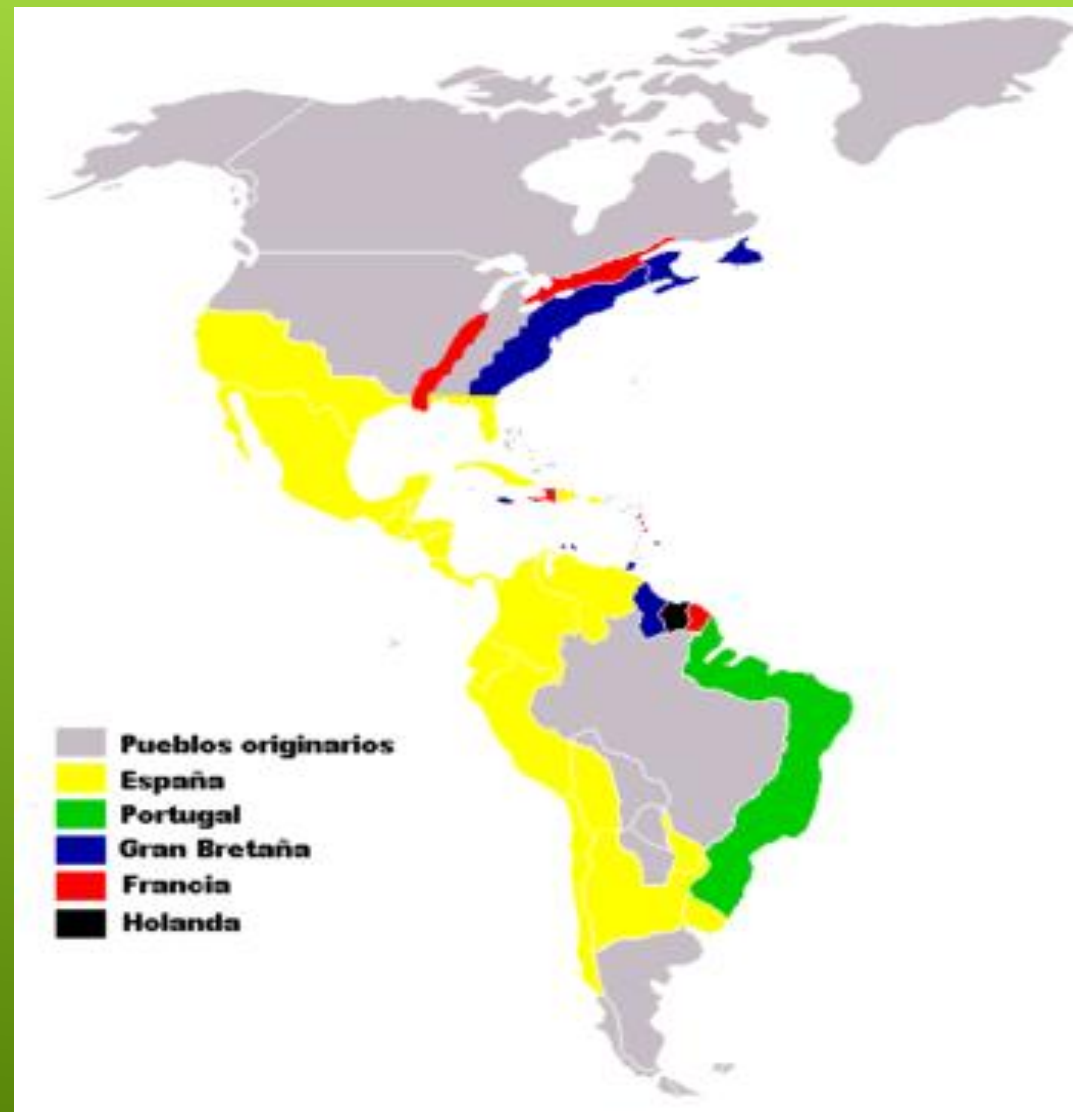 Pueblos originarios
España
Portugal
Gran Bretaña
Francia
Holanda